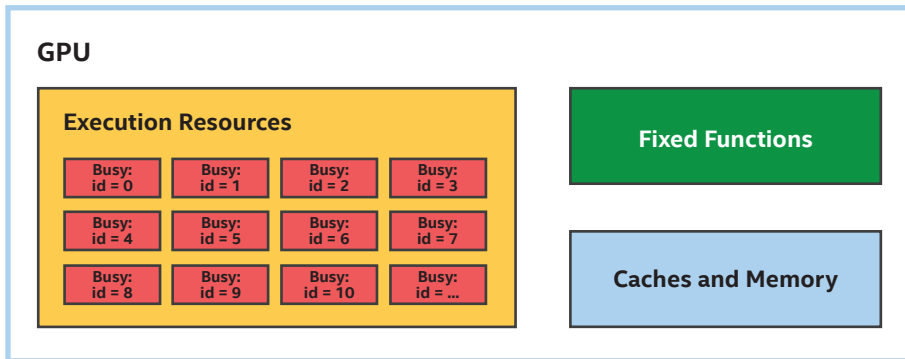 GPU
Execution Resources
Busy:
id = 0
Busy:
id = 1
Busy:
id = 2
Busy:
id = 3
Busy:
id = 4
Busy:
id = 5
Busy:
id = 6
Busy:
id = 7
Busy:
id = 8
Busy:
id = 9
Busy:
id = 10
Busy:
id = ...
Fixed Functions
Caches and Memory